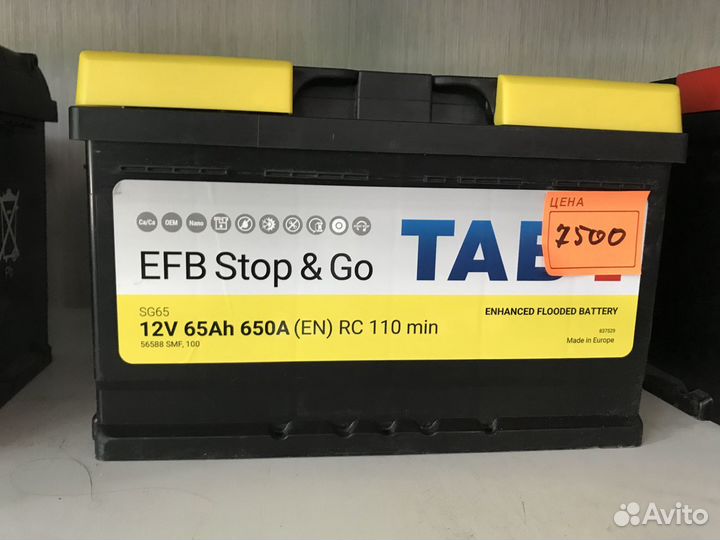 Ca/Ca OEM Nano
ЦЕНА
7500
TAB
EFB Stop & Go
SG65
12V 65Ah 650A (EN) RC 110 min
56588 SMF, 100
ENHANCED FLOODED BATTERY
837529
Made in Europe
Avito